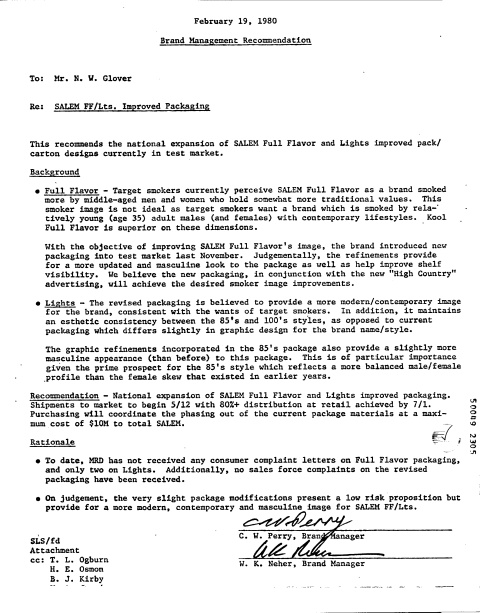 February 19, 1980
Brand Management Recommendation
To: Mr. N. W. Glover
Re: SALEM FF/Lts. Improved Packaging
This recommends the national expansion of SALEM Full Flavor and Lights improved pack/
carton designs currently in test market.
Background
● Full Flavor - Target smokers currently perceive SALEM Full Flavor as a brand smoked
more by middle-aged men and women who hold somewhat more traditional values. This
smoker image is not ideal as target smokers want a brand which is smoked by rela-
tively young (age 35) adult males (and females) with contemporary lifestyles. Kool
Full Flavor is superior on these dimensions.
With the objective of improving SALEM Full Flavor's image, the brand introduced new
packaging into test market last November. Judgementally, the refinements provide
for a more updated and masculine look to the package as well as help improve shelf
visibility. We believe the new packaging, in conjunction with the new "High Country"
advertising, will achieve the desired smoker image improvements.
● Lights - The revised packaging is believed to provide a more modern/contemporary image
for the brand, consistent with the wants of target smokers. In addition, it maintains
an esthetic consistency between the 85's and 100's styles, as opposed to current
packaging which differs slightly in graphic design for the brand name/style.
The graphic refinements incorporated in the 85's package also provide a slightly more
masculine appearance (than before) to this package. This is of particular importance
given the prime prospect for the 85's style which reflects a more balanced male/female
profile than the female skew that existed in earlier years.
Recommendation - National expansion of SALEM Full Flavor and Lights improved packaging.
Shipments to market to begin 5/12 with 80%+ distribution at retail achieved by 7/1.
Purchasing will coordinate the phasing out of the current package materials at a maxi-
mum cost of $10M to total SALEM.
Rationale
● To date, MRD has not received any consumer complaint letters on Full Flavor packaging,
and only two on Lights. Additionally, no sales force complaints on the revised
packaging have been received.
● On judgement, the very slight package modifications present a low risk proposition but
provide for a more modern, contemporary and masculine image for SALEM FF/Lts.
CW Perry
C. W. Perry, Brand Manager
W. K. Neher, Brand Manager
SLS/fd
Attachment
cc: T. L. Ogburn
H. E. Osmon
B. J. Kirby
50049 2305